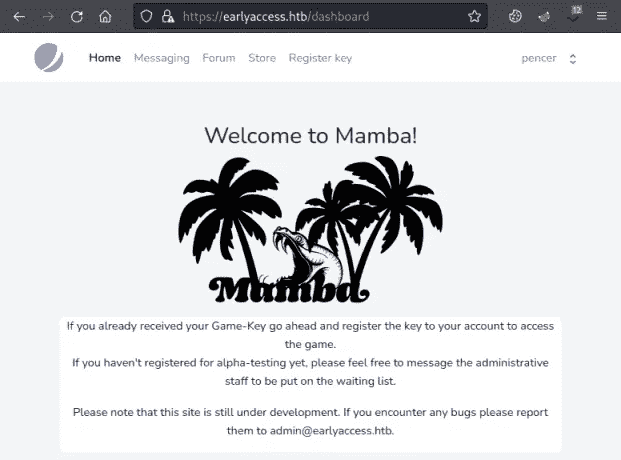 https://earlyaccess.htb/dashboard
12
Home Messaging Forum Store Register key pencer
Welcome to Mamba!
Mamba
If you already received your Game-Key go ahead and register the key to your account to access
the game.
If you haven't registered for alpha-testing yet, please feel free to message the administrative
staff to be put on the waiting list.
Please note that this site is still under development. If you encounter any bugs please report
them to admin@earlyaccess.htb.